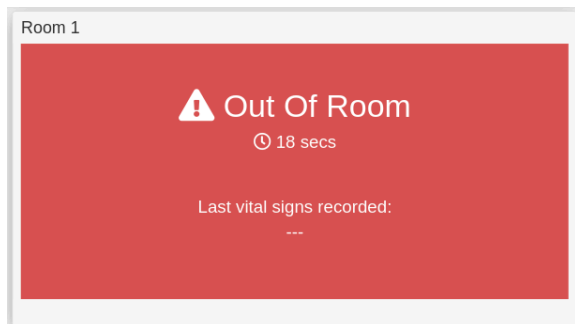 Room 1
Out Of Room
18 secs
Last vital signs recorded:
---